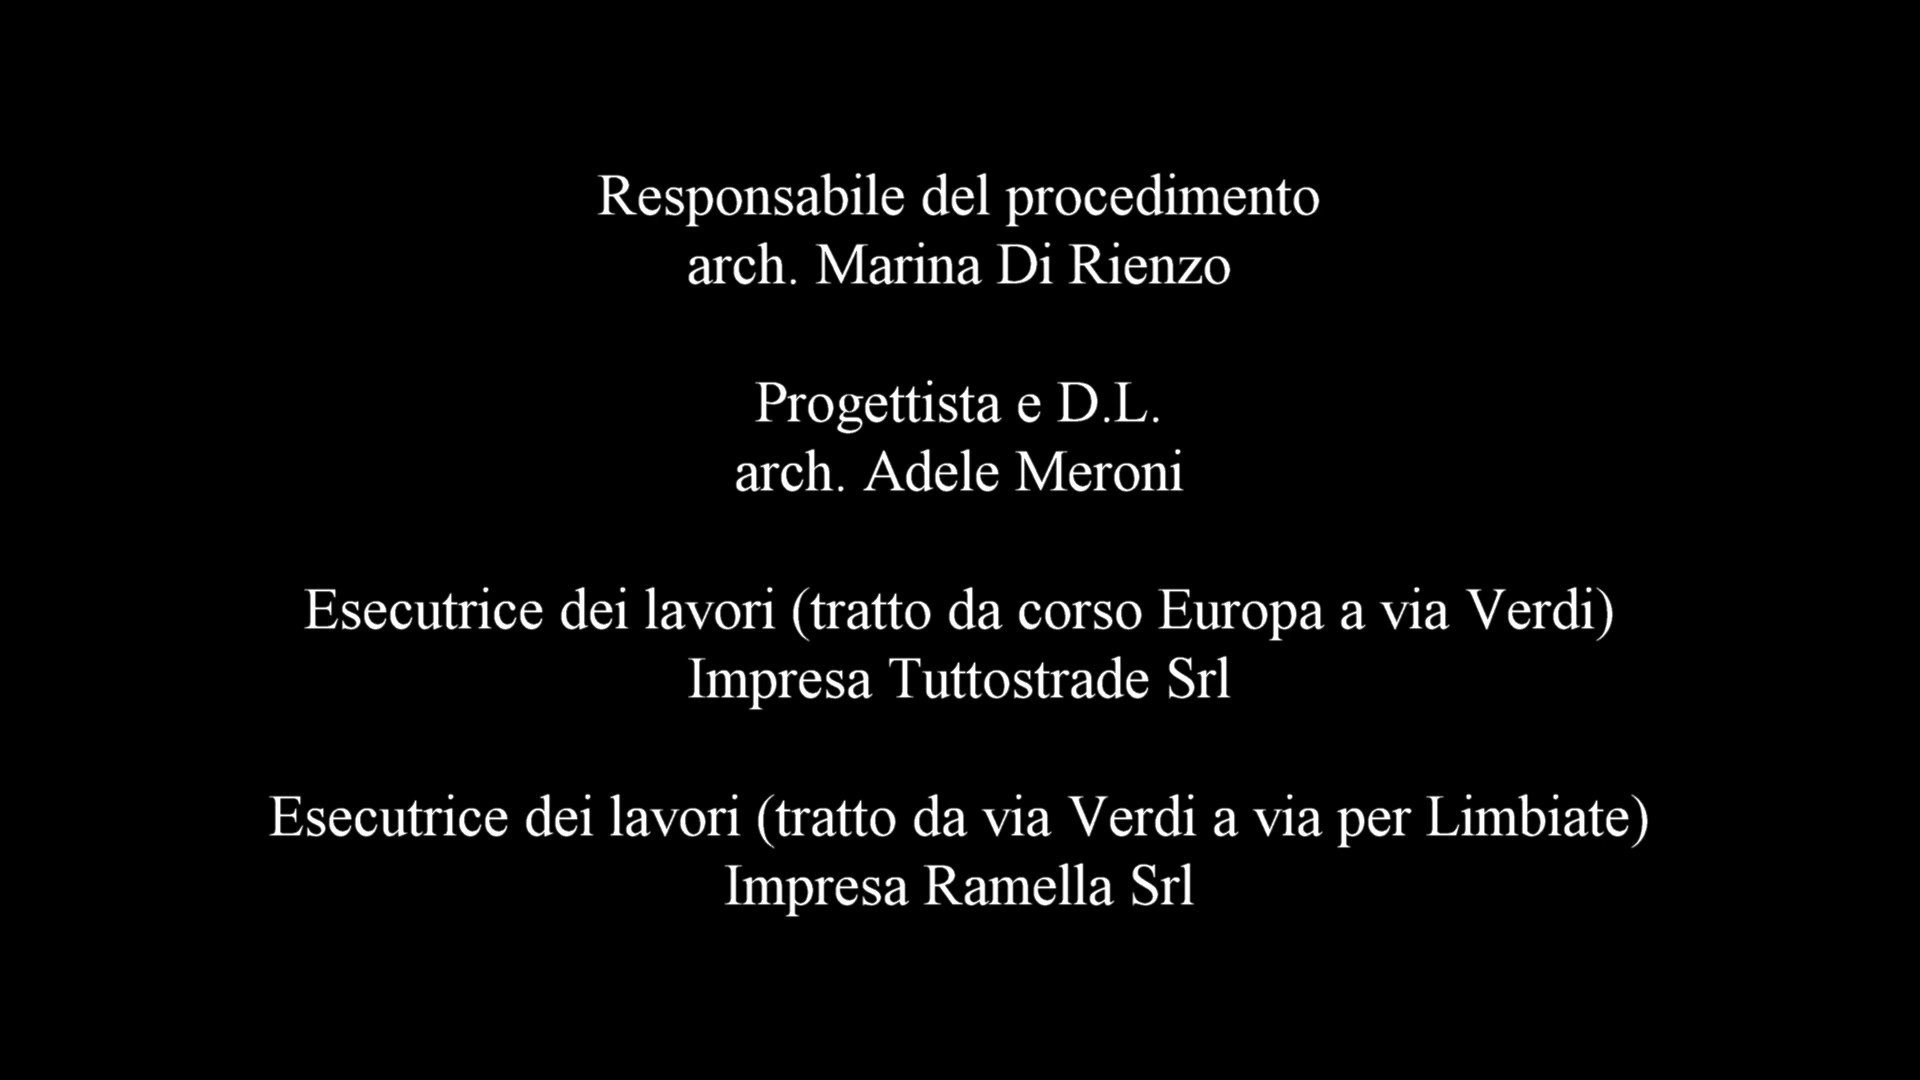 Responsabile del procedimento
arch. Marina Di Rienzo
Progettista e D.L.
arch. Adele Meroni
Esecutrice dei lavori (tratto da corso Europa a via Verdi)
Impresa Tuttostrade Srl
Esecutrice dei lavori (tratto da via Verdi a via per Limbiate)
Impresa Ramella Srl